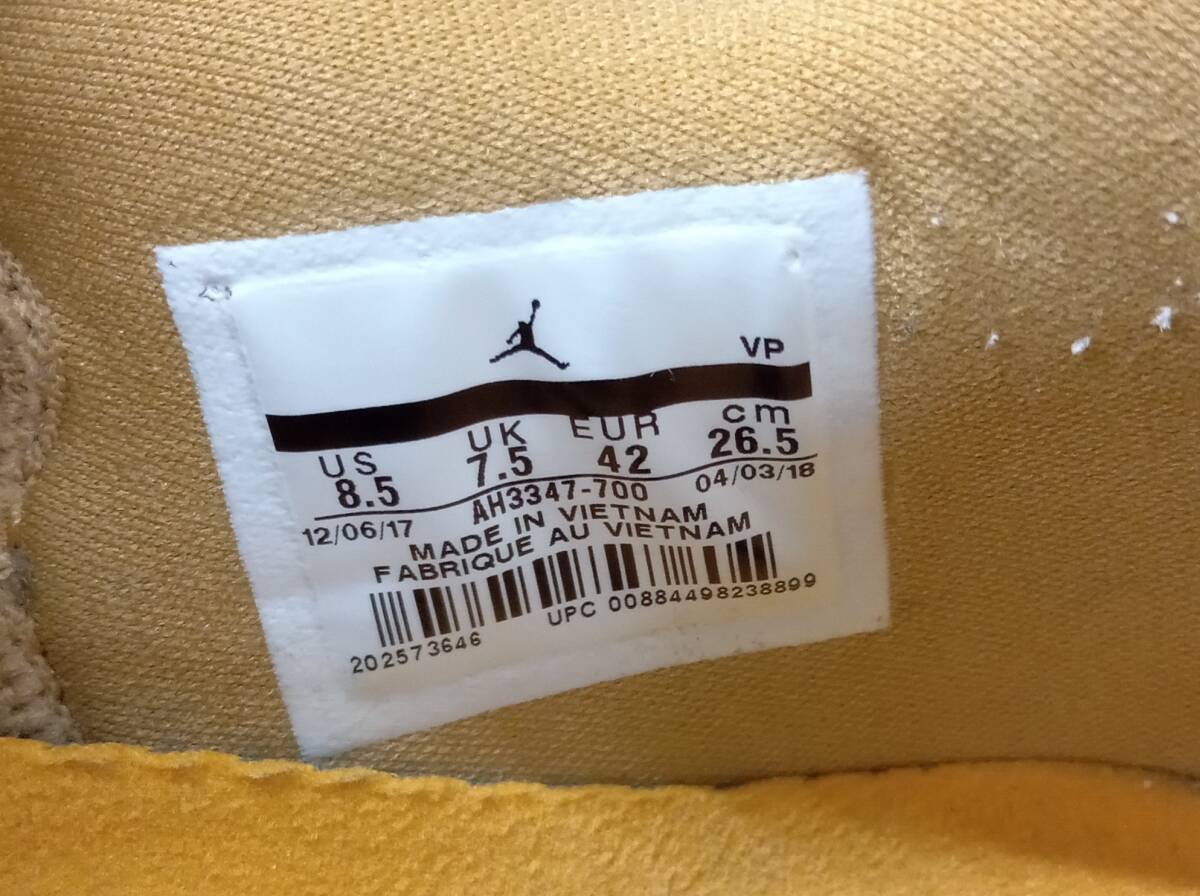 VP
US UK EUR cm
8.5 7.5 42 26.5
12/06/17 AH3347-700 04/03/18
MADE IN VIETNAM
FABRIQUE AU VIETNAM
202573646 UPC 00884498238899